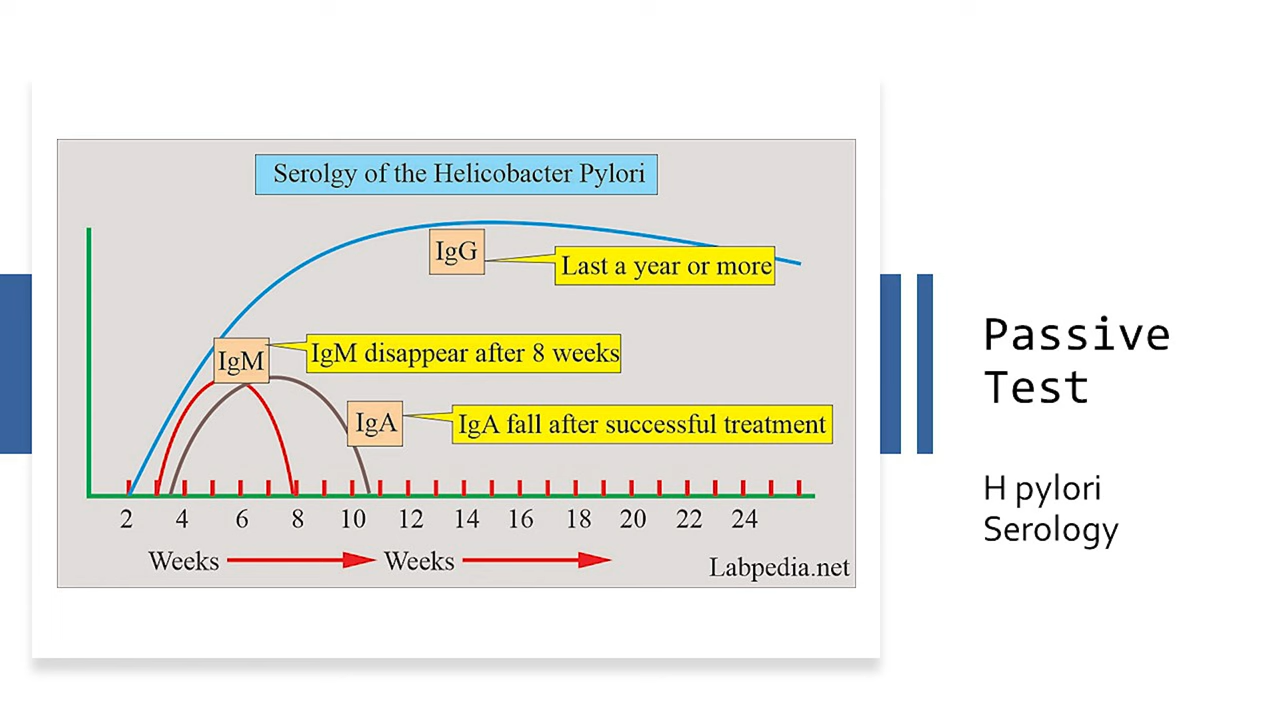 Serolgy of the Helicobacter Pylori
IgG
Last a year or more
IgM
IgM disappear after 8 weeks
IgA
IgA fall after successful treatment
2 4 6 8 10 12 14 16 18 20 22 24
Weeks Weeks
Labpedia.net
Passive
Test
H pylori
Serology